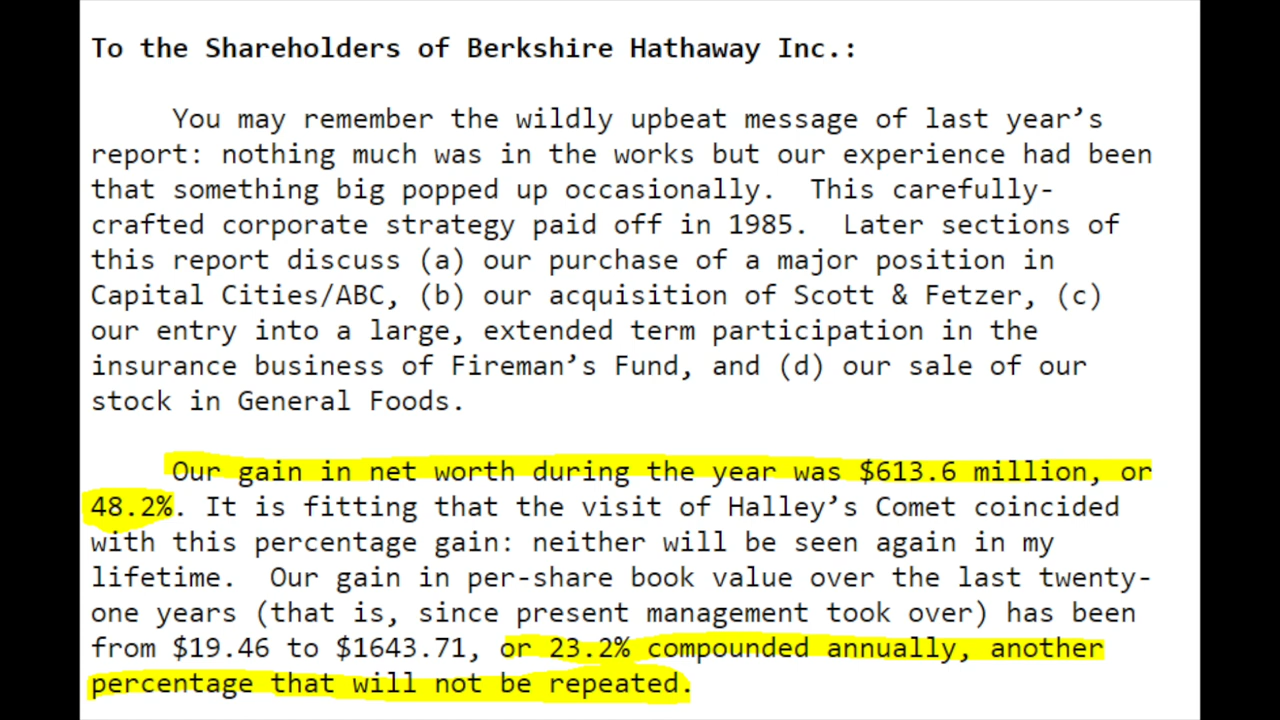 To the Shareholders of Berkshire Hathaway Inc.:
You may remember the wildly upbeat message of last year’s
report: nothing much was in the works but our experience had been
that something big popped up occasionally.  This carefully-
crafted corporate strategy paid off in 1985.  Later sections of
this report discuss (a) our purchase of a major position in
Capital Cities/ABC, (b) our acquisition of Scott & Fetzer, (c)
our entry into a large, extended term participation in the
insurance business of Fireman’s Fund, and (d) our sale of our
stock in General Foods.
Our gain in net worth during the year was $613.6 million, or
48.2%. It is fitting that the visit of Halley’s Comet coincided
with this percentage gain: neither will be seen again in my
lifetime.  Our gain in per-share book value over the last twenty-
one years (that is, since present management took over) has been
from $19.46 to $1643.71, or 23.2% compounded annually, another
percentage that will not be repeated.